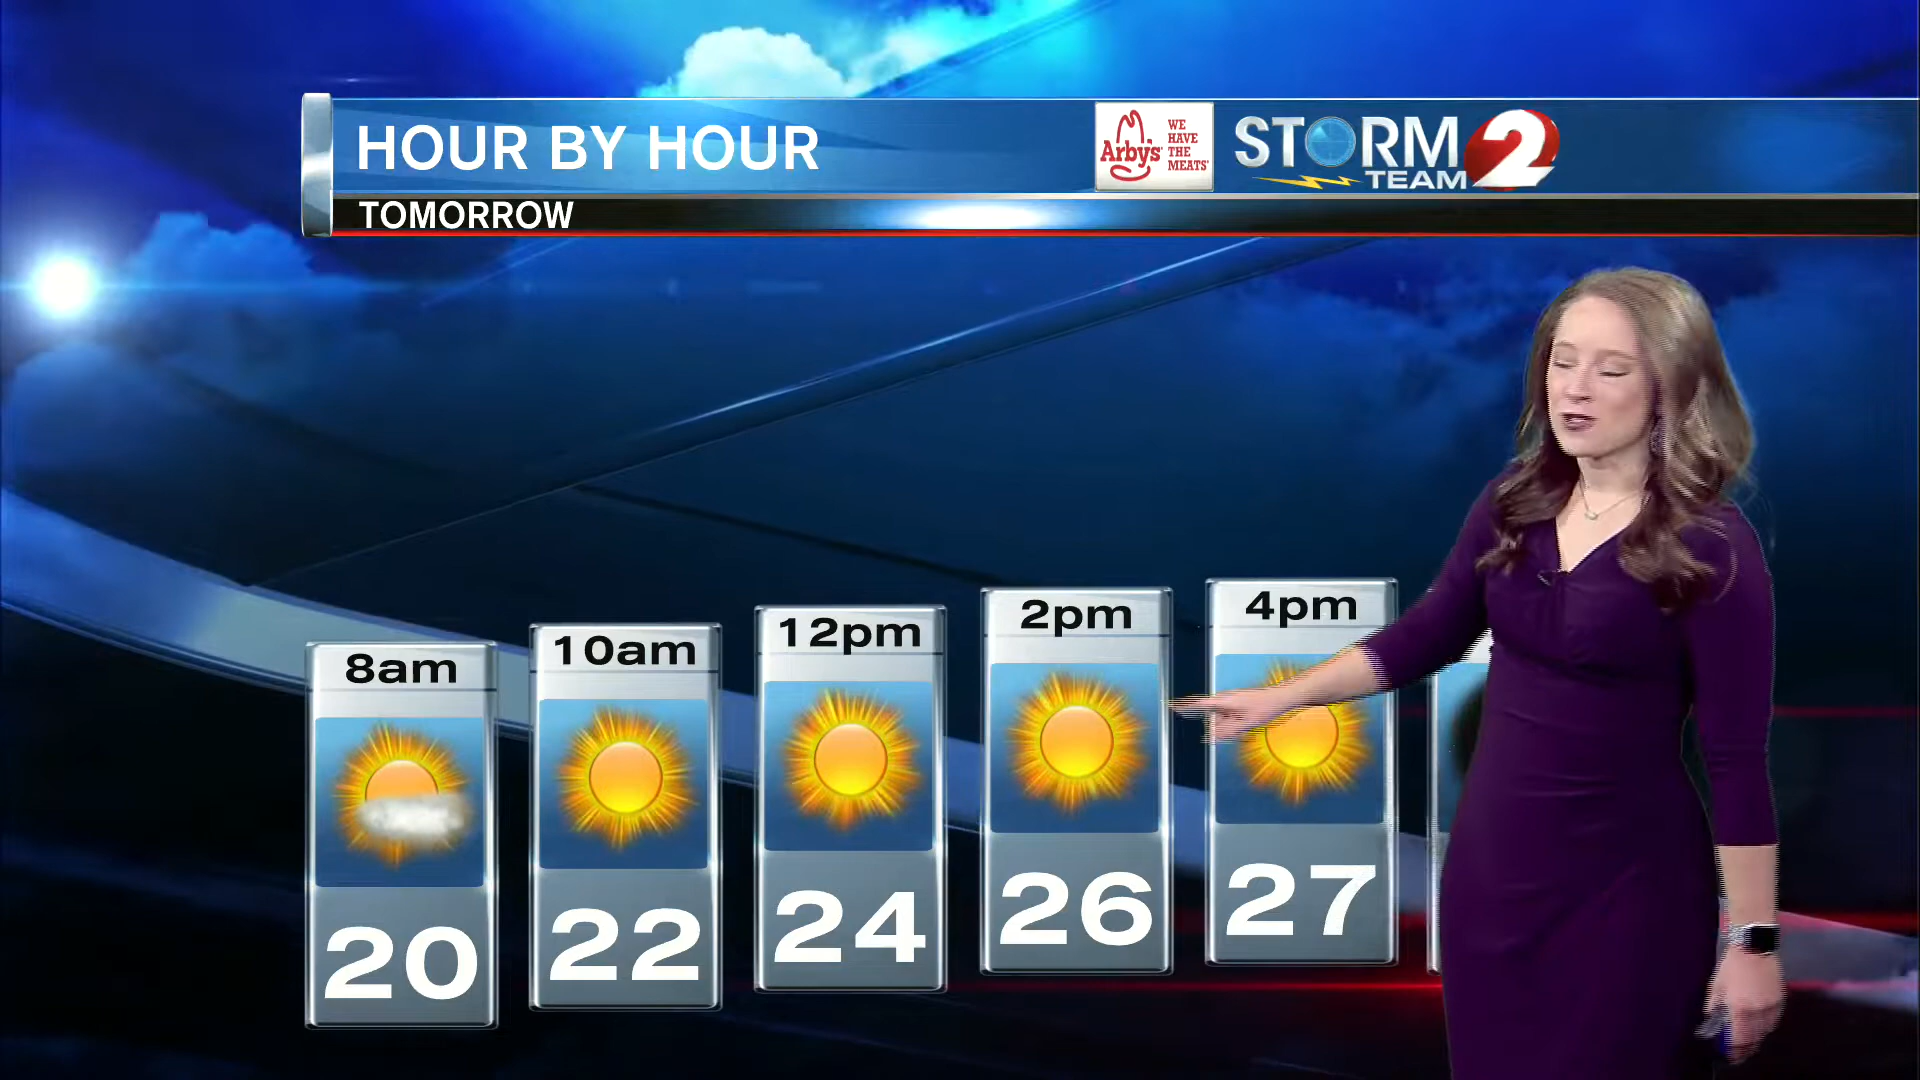 HOUR BY HOUR
Arby's
WE
HAVE
THE
MEATS
STORM
TEAM
2
TOMORROW
8am
10am
12pm
2pm
4pm
20
22
24
26
27